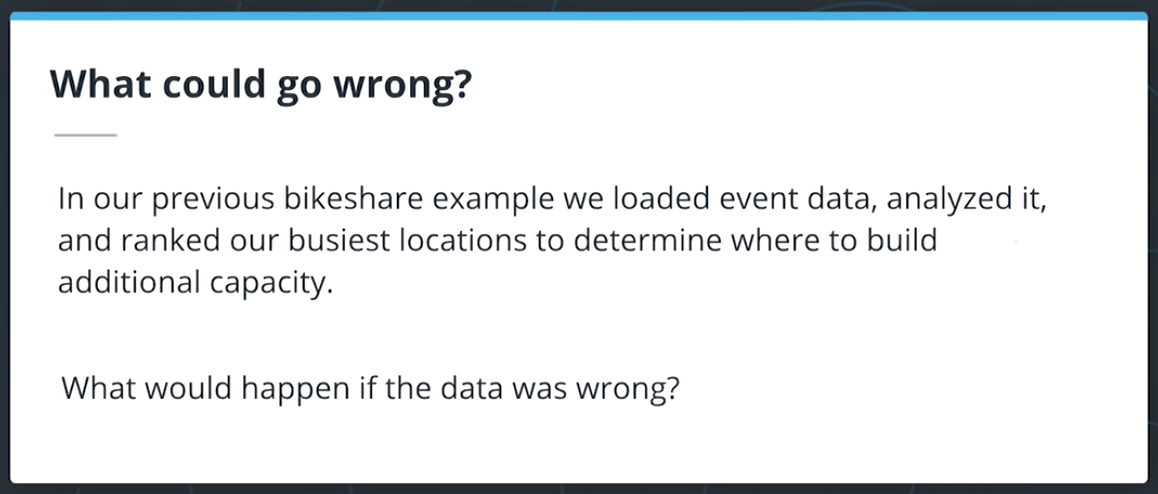 What could go wrong?
In our previous bikeshare example we loaded event data, analyzed it,
and ranked our busiest locations to determine where to build
additional capacity.
What would happen if the data was wrong?